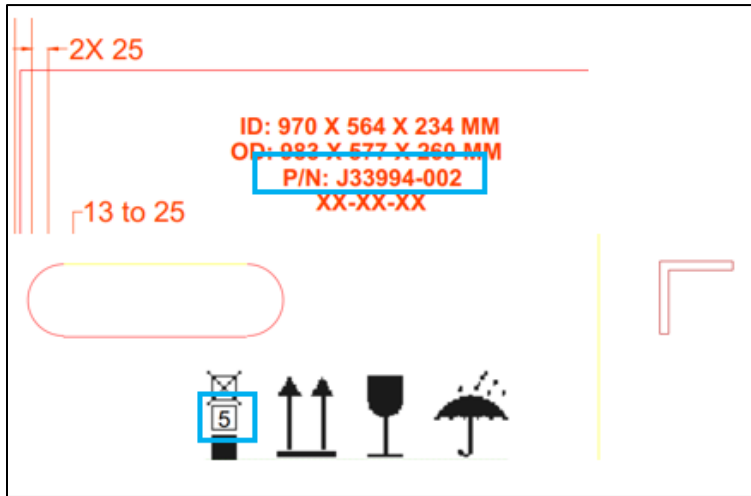 2X 25
ID: 970 X 564 X 234 MM
OD: 983 X 577 X 260 MM
P/N: J33994-002
XX-XX-XX
13 to 25
5